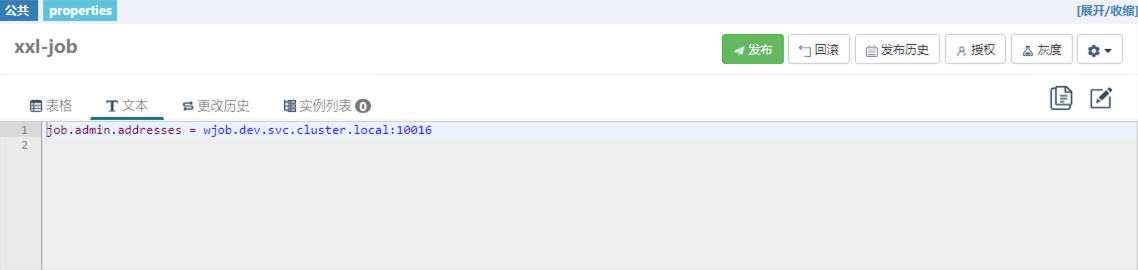 公共 properties [展开/收缩]
xxl-job 发布 回滚 发布历史 授权 灰度
表格 文本 更改历史 实例列表 0
1 job.admin.addresses = wjob.dev.svc.cluster.local:10016
2